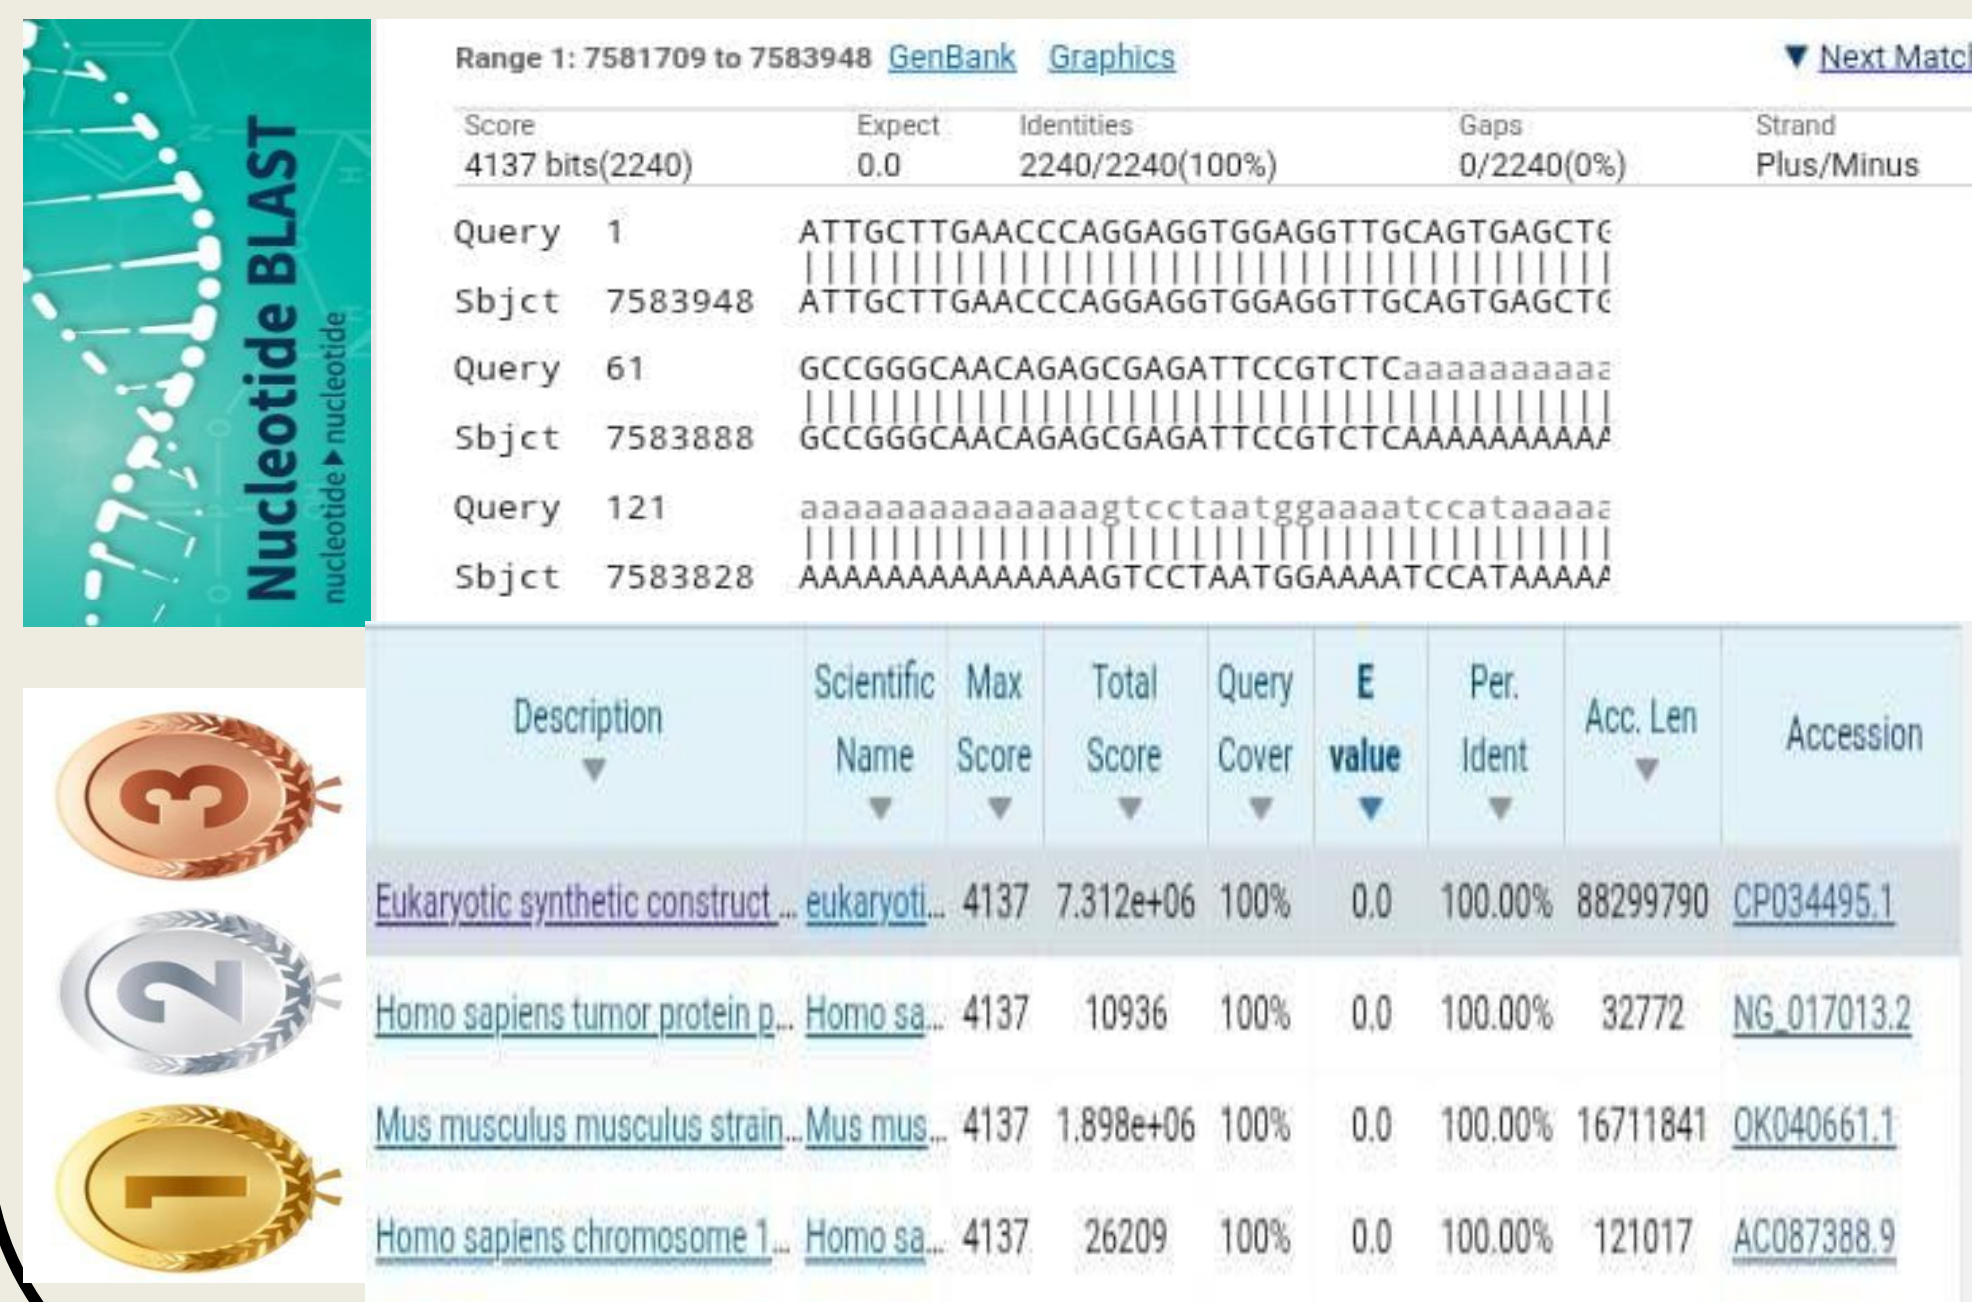 Nucleotide BLAST
nucleotide ▶ nucleotide
Range 1: 7581709 to 7583948 GenBank Graphics ▼ Next Matc
Score Expect Identities Gaps Strand
4137 bits(2240) 0.0 2240/2240(100%) 0/2240(0%) Plus/Minus
Query 1 ATTGCTTGAACCCAGGAGGTGGAGGTTGCAGTGAGCTG
Sbjct 7583948 ATTGCTTGAACCCAGGAGGTGGAGGTTGCAGTGAGCTG
Query 61 GCCGGGCAACAGAGCGAGATTCCGTCTCaaaaaaaaaa
Sbjct 7583888 GCCGGGCAACAGAGCGAGATTCCGTCTCAAAAAAAAAA
Query 121 aaaaaaaaaaaaaagtcctaatggaaaatccataaaaa
Sbjct 7583828 AAAAAAAAAAAAAAGTCCTAATGGAAAATCCATAAAAA
Description Scientific Name Max Score Total Score Query Cover E value Per. Ident Acc. Len Accession
Eukaryotic synthetic construct ... eukaryoti... 4137 7.312e+06 100% 0.0 100.00% 88299790 CP034495.1
Homo sapiens tumor protein p... Homo sa... 4137 10936 100% 0.0 100.00% 32772 NG_017013.2
Mus musculus musculus strain... Mus mus... 4137 1.898e+06 100% 0.0 100.00% 16711841 OK040661.1
Homo sapiens chromosome 1... Homo sa... 4137 26209 100% 0.0 100.00% 121017 AC087388.9
3
2
1